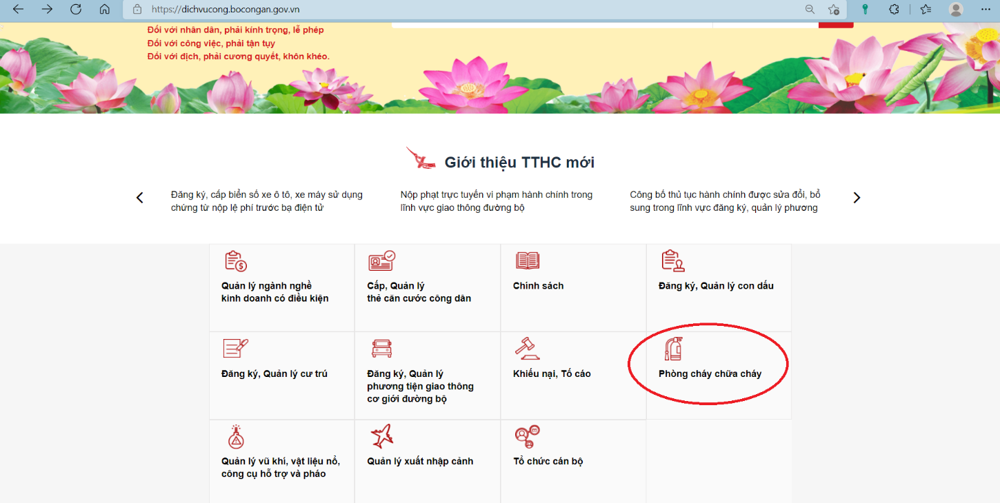 https://dichvucong.bocongan.gov.vn
Đối với nhân dân, phải kính trọng, lễ phép
Đối với công việc, phải tận tụy
Đối với địch, phải cương quyết, khôn khéo.
Giới thiệu TTHC mới
Đăng ký, cấp biển số xe ô tô, xe máy sử dụng
chứng từ nộp lệ phí trước bạ điện tử
Nộp phạt trực tuyến vi phạm hành chính trong
lĩnh vực giao thông đường bộ
Công bố thủ tục hành chính được sửa đổi, bổ
sung trong lĩnh vực đăng ký, quản lý phương
Quản lý ngành nghề
kinh doanh có điều kiện
Cấp, Quản lý
thẻ căn cước công dân
Chính sách
Đăng ký, Quản lý con dấu
Đăng ký, Quản lý cư trú
Đăng ký, Quản lý
phương tiện giao thông
cơ giới đường bộ
Khiếu nại, Tố cáo
Phòng cháy chữa cháy
Quản lý vũ khí, vật liệu nổ,
công cụ hỗ trợ và pháo
Quản lý xuất nhập cảnh
Tổ chức cán bộ